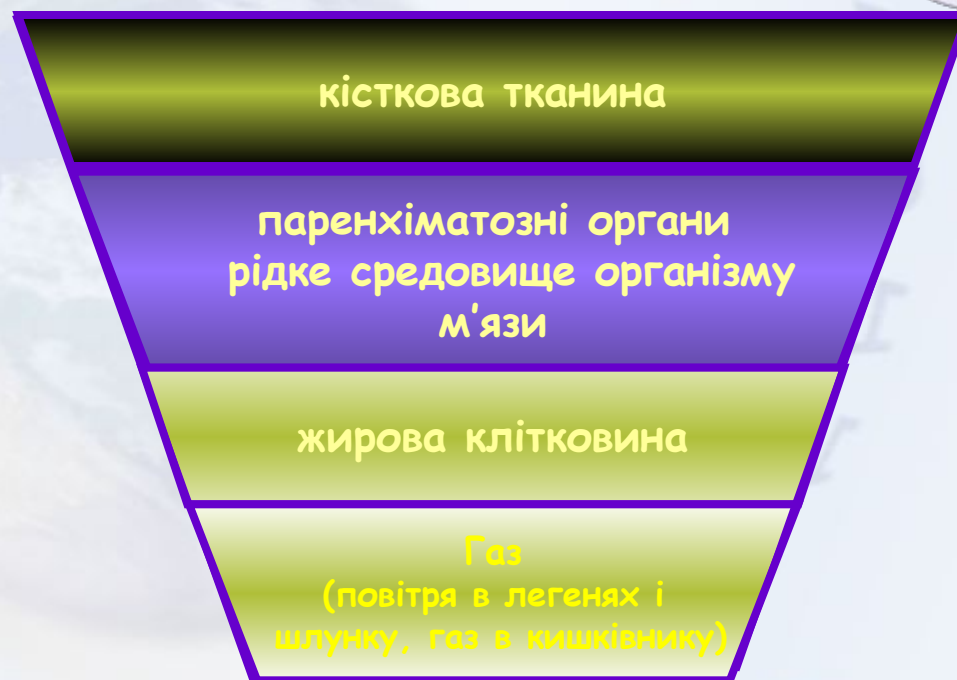 кісткова тканина
паренхіматозні органи
рідке средовище організму
м'язи
жирова клітковина
Газ
(повітря в легенях і
шлунку, газ в кишківнику)